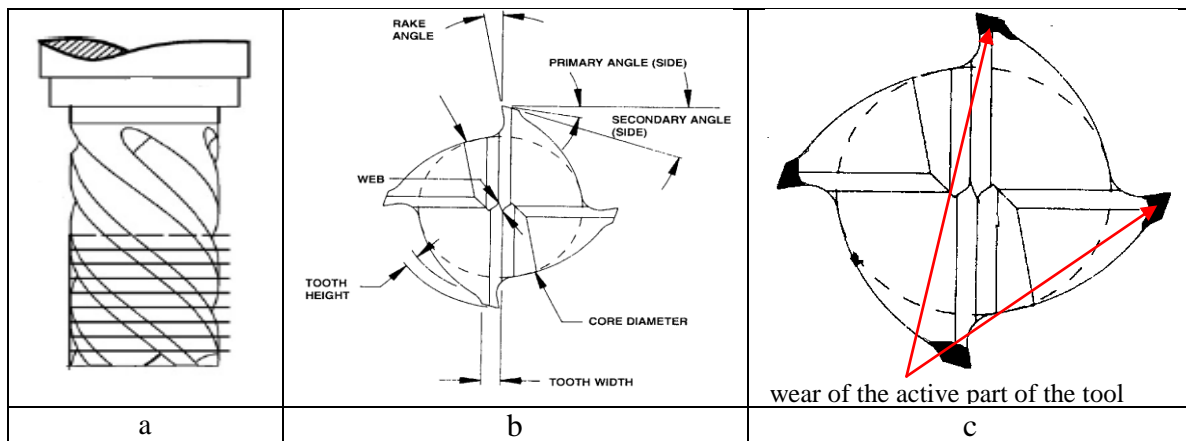 RAKE
ANGLE
PRIMARY ANGLE (SIDE)
SECONDARY ANGLE
(SIDE)
WEB
TOOTH
HEIGHT
CORE DIAMETER
TOOTH WIDTH
wear of the active part of the tool
a
b
c